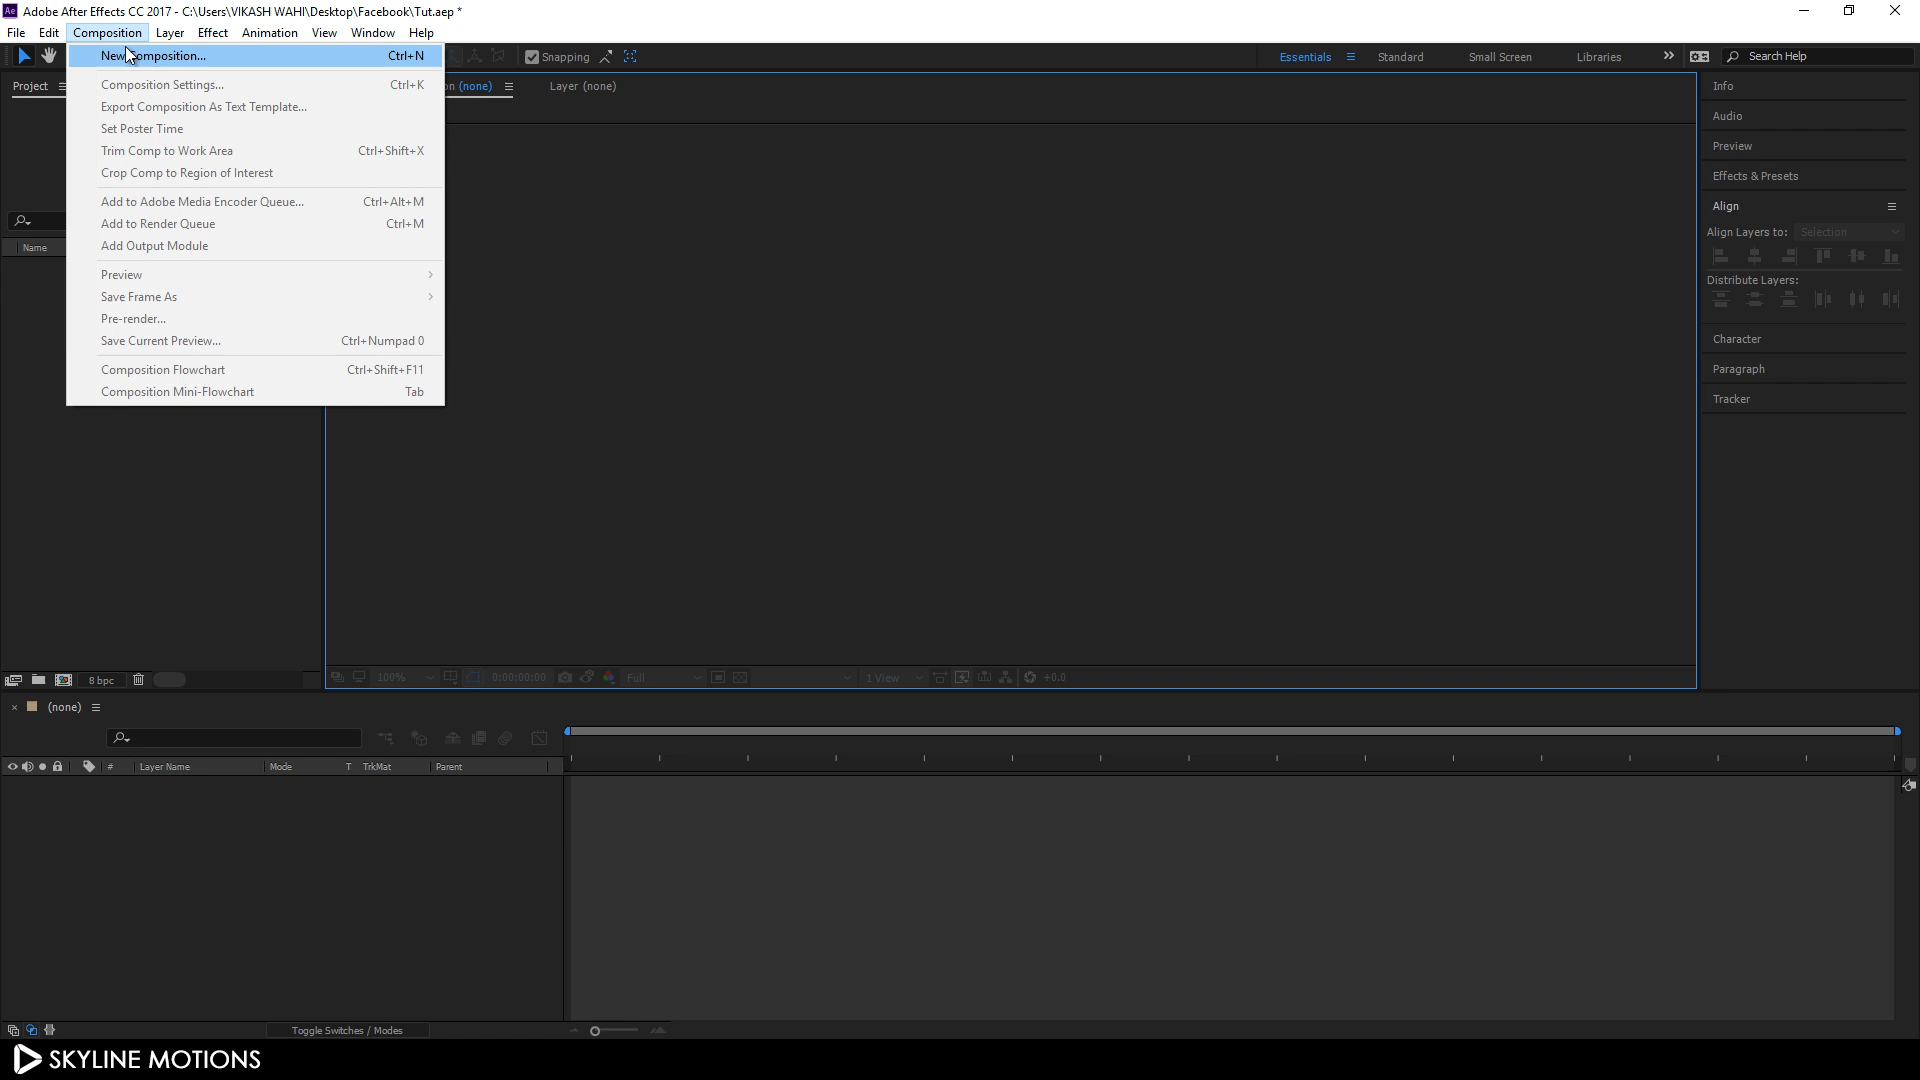 Ae Adobe After Effects CC 2017 - C:\Users\VIKASH WAHI\Desktop\Facebook\Tut.aep *
File Edit Composition Layer Effect Animation View Window Help
New Composition... Ctrl+N
Snapping
Essentials Standard Small Screen Libraries Search Help
Project
Composition Settings... Ctrl+K
(none) Layer (none)
Export Composition As Text Template...
Set Poster Time
Trim Comp to Work Area Ctrl+Shift+X
Crop Comp to Region of Interest
Add to Adobe Media Encoder Queue... Ctrl+Alt+M
Add to Render Queue Ctrl+M
Add Output Module
Preview
Save Frame As
Pre-render...
Save Current Preview... Ctrl+Numpad 0
Composition Flowchart Ctrl+Shift+F11
Composition Mini-Flowchart Tab
Name
Info
Audio
Preview
Effects & Presets
Align
Align Layers to: Selection
Distribute Layers:
Character
Paragraph
Tracker
8 bpc
100% 0:00:00:00 Full 1 View +0.0
(none)
# Layer Name Mode T TrkMat Parent
Toggle Switches / Modes
SKYLINE MOTIONS